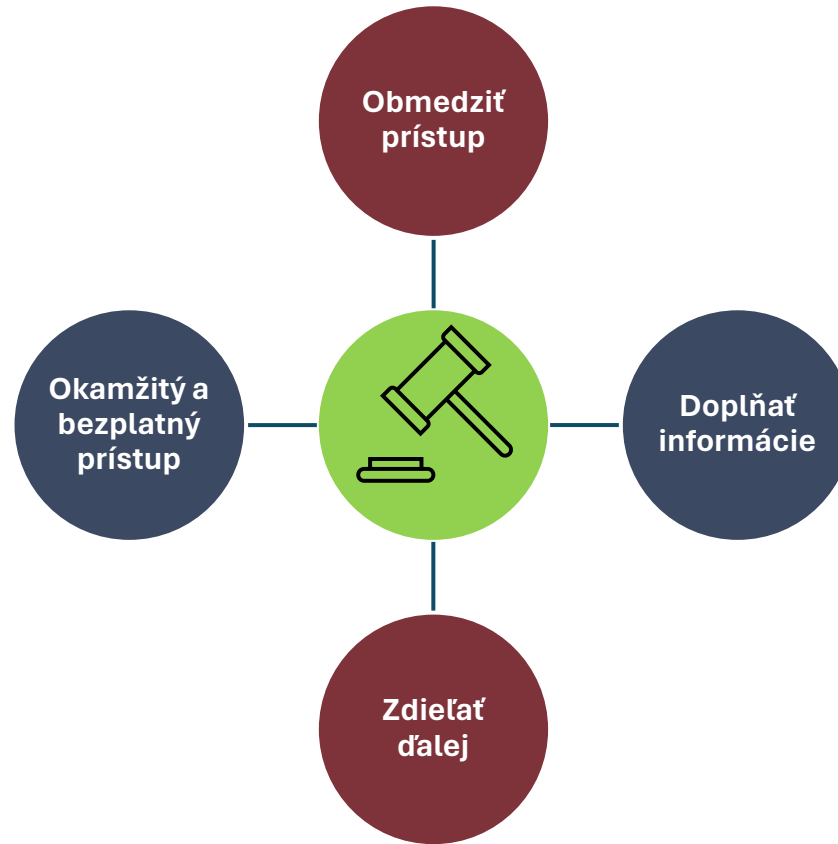 Obmedziť
prístup
Okamžitý a
bezplatný
prístup
Doplňať
informácie
Zdieľať
ďalej